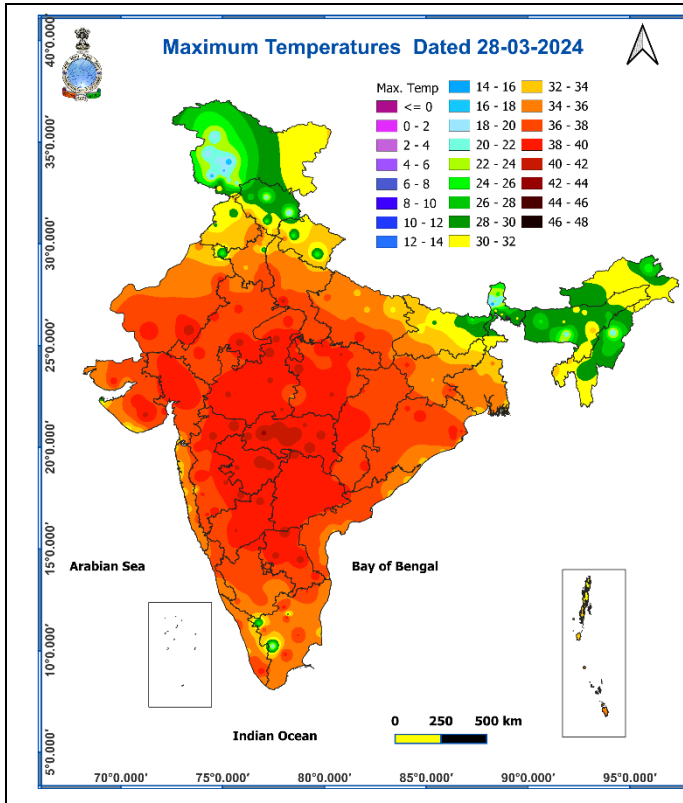 Maximum Temperatures Dated 28-03-2024
Max. Temp
<= 0
0 - 2
2 - 4
4 - 6
6 - 8
8 - 10
10 - 12
12 - 14
14 - 16
16 - 18
18 - 20
20 - 22
22 - 24
24 - 26
26 - 28
28 - 30
30 - 32
32 - 34
34 - 36
36 - 38
38 - 40
40 - 42
42 - 44
44 - 46
46 - 48
40°0.000'
35°0.000'
30°0.000'
25°0.000'
20°0.000'
15°0.000'
10°0.000'
5°0.000'
Arabian Sea
Bay of Bengal
Indian Ocean
0 250 500 km
70°0.000' 75°0.000' 80°0.000' 85°0.000' 90°0.000' 95°0.000'